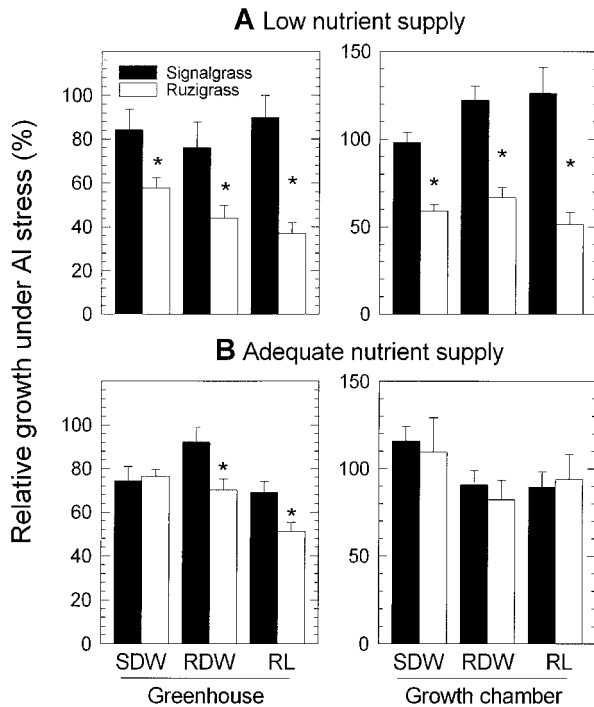 A Low nutrient supply
Relative growth under Al stress (%)
Signalgrass
Ruzigrass
100
80
60
40
20
0
* * *
150
100
50
0
* * *
B Adequate nutrient supply
100
80
60
40
20
0
* *
SDW RDW RL
Greenhouse
150
100
50
0
SDW RDW RL
Growth chamber